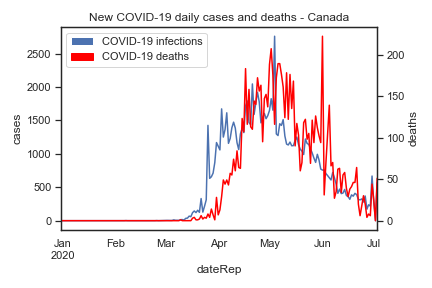 New COVID-19 daily cases and deaths - Canada
COVID-19 infections
COVID-19 deaths
2500
2000
1500
1000
500
0
cases
200
150
100
50
0
deaths
Jan
2020
Feb
Mar
Apr
May
Jun
Jul
dateRep